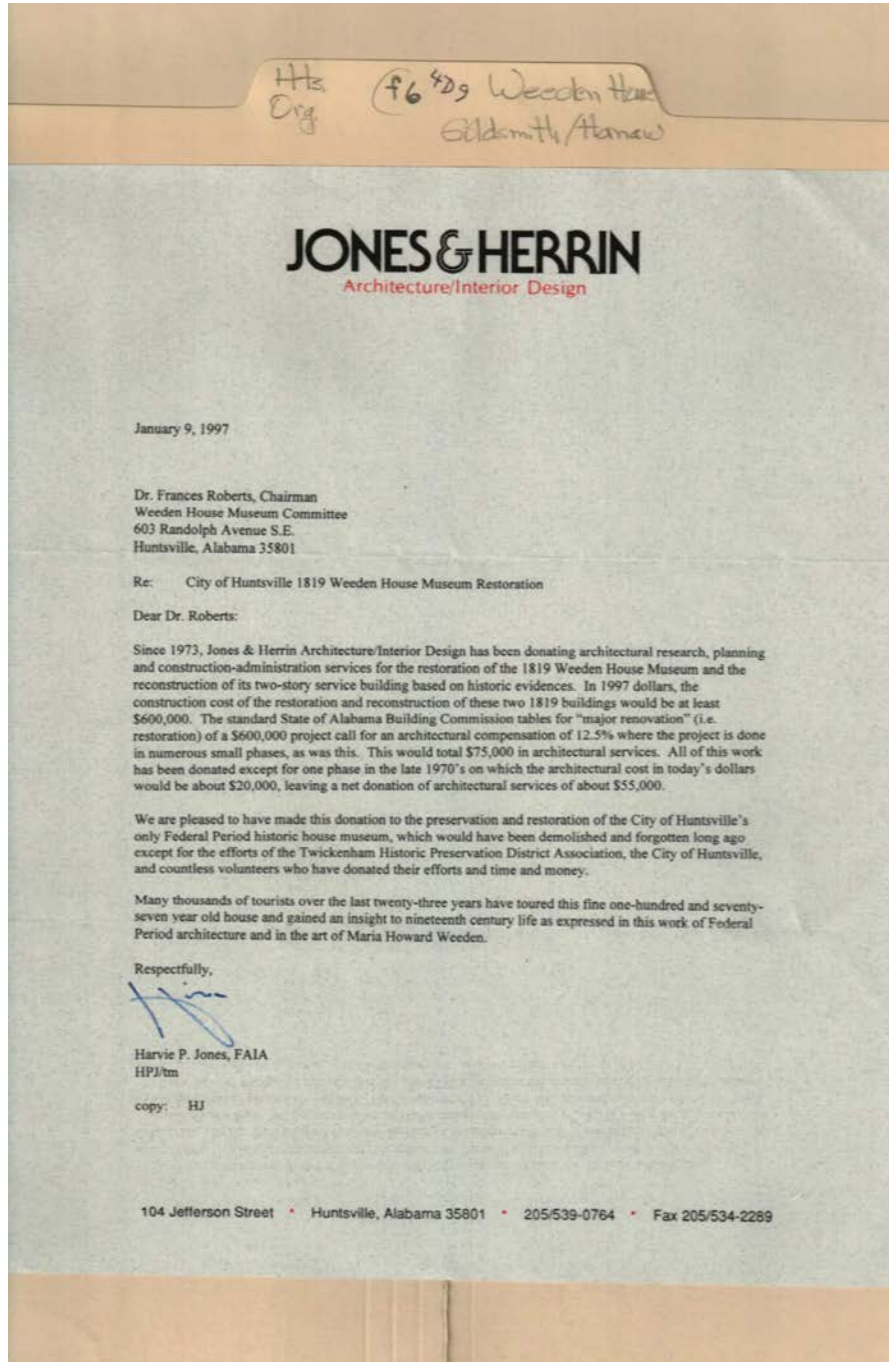 Hts. (f6 4Dg Weeden
Org.
JONES & HERRIN
Architecture/Interior Design
January 9, 1997
Dr. Frances Roberts, Chairman
Weeden House Museum Committee
603 Randolph Avenue S.E.
Huntsville, Alabama 35801
Re: City of Huntsville 1819 Weeden House Museum Restoration
Dear Dr. Roberts:
Since 1973, Jones & Herrin Architecture/Interior Design has been donating architectural research, planning
and construction-administration services for the restoration of the 1819 Weeden House Museum and the
reconstruction of its two-story service building based on historic evidences. In 1997 dollars, the
construction cost of the restoration and reconstruction of these two 1819 buildings would be at least
$600,000. The standard State of Alabama Building Commission tables for "major renovation" (i.e.
restoration) of a $600,000 project call for an architectural compensation of 12.5% where the project is done
in numerous small phases, as was this. This would total $75,000 in architectural services. All of this work
has been donated except for one phase in the late 1970's on which the architectural cost in today's dollars
would be about $20,000, leaving a net donation of architectural services of about $55,000.
We are pleased to have made this donation to the preservation and restoration of the City of Huntsville's
only Federal Period historic house museum, which would have been demolished and forgotten long ago
except for the efforts of the Twickenham Historic Preservation District Association, the City of Huntsville,
and countless volunteers who have donated their efforts and time and money.
Many thousands of tourists over the last twenty-three years have toured this fine one-hundred and seventy-
seven year old house and gained an insight to nineteenth century life as expressed in this work of Federal
Period architecture and in the art of Maria Howard Weeden.
Respectfully,
Harvie P. Jones, FAIA
HPJ/tm
copy: HJ
104 Jefferson Street • Huntsville, Alabama 35801 • 205/539-0764 • Fax 205/534-2289